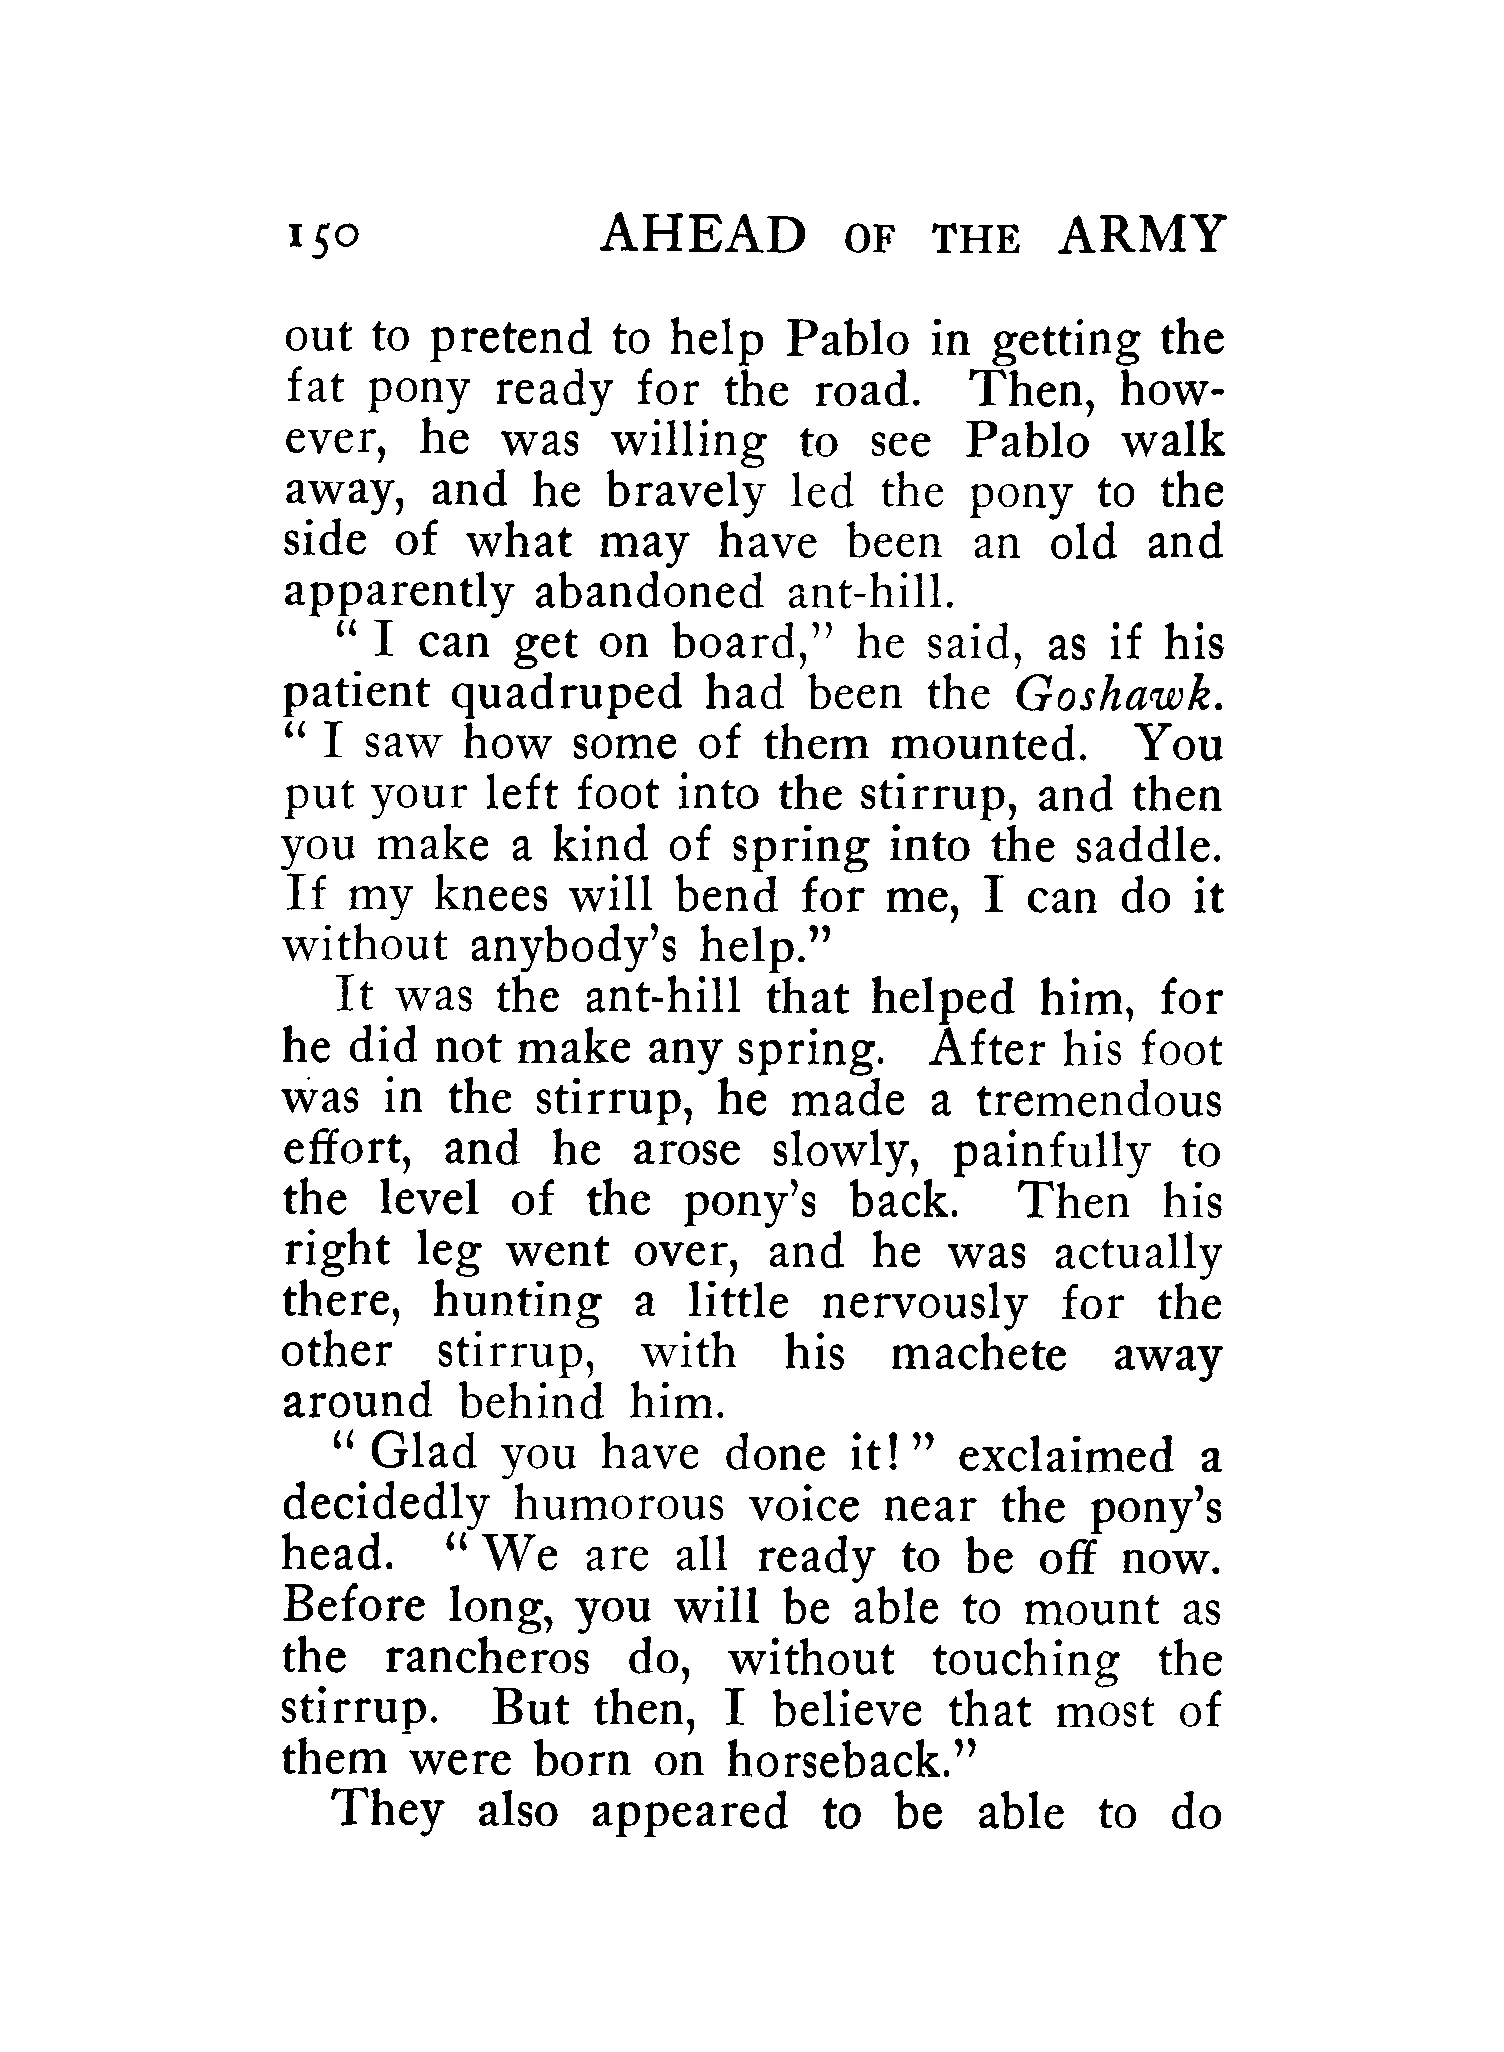 150 AHEAD OF THE ARMY
out to pretend to help Pablo in getting the
fat pony ready for the road. Then, how-
ever, he was willing to see Pablo walk
away, and he bravely led the pony to the
side of what may have been an old and
apparently abandoned ant-hill.
“ I can get on board,” he said, as if his
patient quadruped had been the Goshawk.
“ I saw how some of them mounted. You
put your left foot into the stirrup, and then
you make a kind of spring into the saddle.
If my knees will bend for me, I can do it
without anybody’s help.”
It was the ant-hill that helped him, for
he did not make any spring. After his foot
was in the stirrup, he made a tremendous
effort, and he arose slowly, painfully to
the level of the pony’s back. Then his
right leg went over, and he was actually
there, hunting a little nervously for the
other stirrup, with his machete away
around behind him.
“ Glad you have done it! ” exclaimed a
decidedly humorous voice near the pony’s
head. “ We are all ready to be off now.
Before long, you will be able to mount as
the rancheros do, without touching the
stirrup. But then, I believe that most of
them were born on horseback.”
They also appeared to be able to do